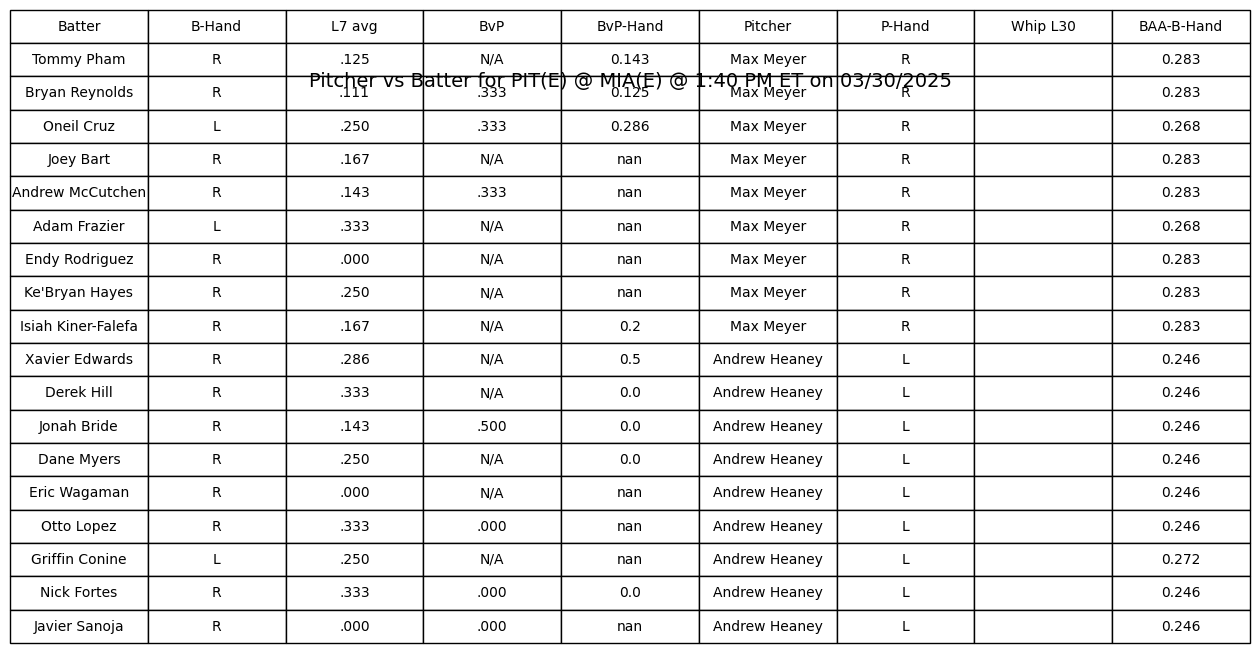 Batter B-Hand L7 avg BvP BvP-Hand Pitcher P-Hand Whip L30 BAA-B-Hand
Tommy Pham R .125 N/A 0.143 Max Meyer R 0.283
Pitcher vs Batter for PIT(E) @ MIA(E) @ 1:40 PM ET on 03/30/2025
Bryan Reynolds R .111 .333 0.125 Max Meyer R 0.283
Oneil Cruz L .250 .333 0.286 Max Meyer R 0.268
Joey Bart R .167 N/A nan Max Meyer R 0.283
Andrew McCutchen R .143 .333 nan Max Meyer R 0.283
Adam Frazier L .333 N/A nan Max Meyer R 0.268
Endy Rodriguez R .000 N/A nan Max Meyer R 0.283
Ke'Bryan Hayes R .250 N/A nan Max Meyer R 0.283
Isiah Kiner-Falefa R .167 N/A 0.2 Max Meyer R 0.283
Xavier Edwards R .286 N/A 0.5 Andrew Heaney L 0.246
Derek Hill R .333 N/A 0.0 Andrew Heaney L 0.246
Jonah Bride R .143 .500 0.0 Andrew Heaney L 0.246
Dane Myers R .250 N/A 0.0 Andrew Heaney L 0.246
Eric Wagaman R .000 N/A nan Andrew Heaney L 0.246
Otto Lopez R .333 .000 nan Andrew Heaney L 0.246
Griffin Conine L .250 N/A nan Andrew Heaney L 0.272
Nick Fortes R .333 .000 0.0 Andrew Heaney L 0.246
Javier Sanoja R .000 .000 nan Andrew Heaney L 0.246